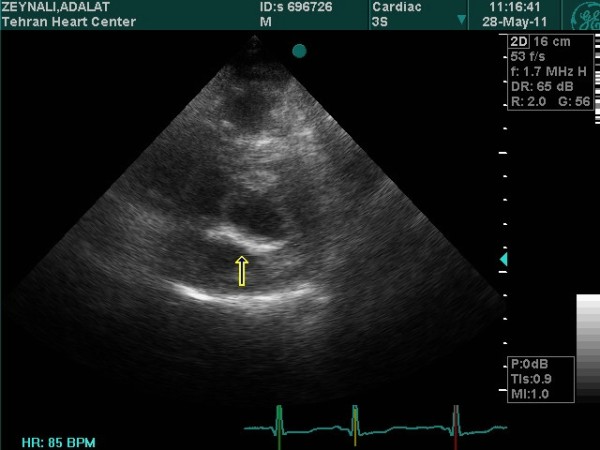 ZEYNALI,ADALAT ID:s 696726 Cardiac 11:16:41
Tehran Heart Center M 3S 28-May-11
2D 16 cm
53 f/s
f: 1.7 MHz H
DR: 65 dB
R: 2.0 G: 56
P:0dB
TIs:0.9
MI:1.0
HR: 85 BPM